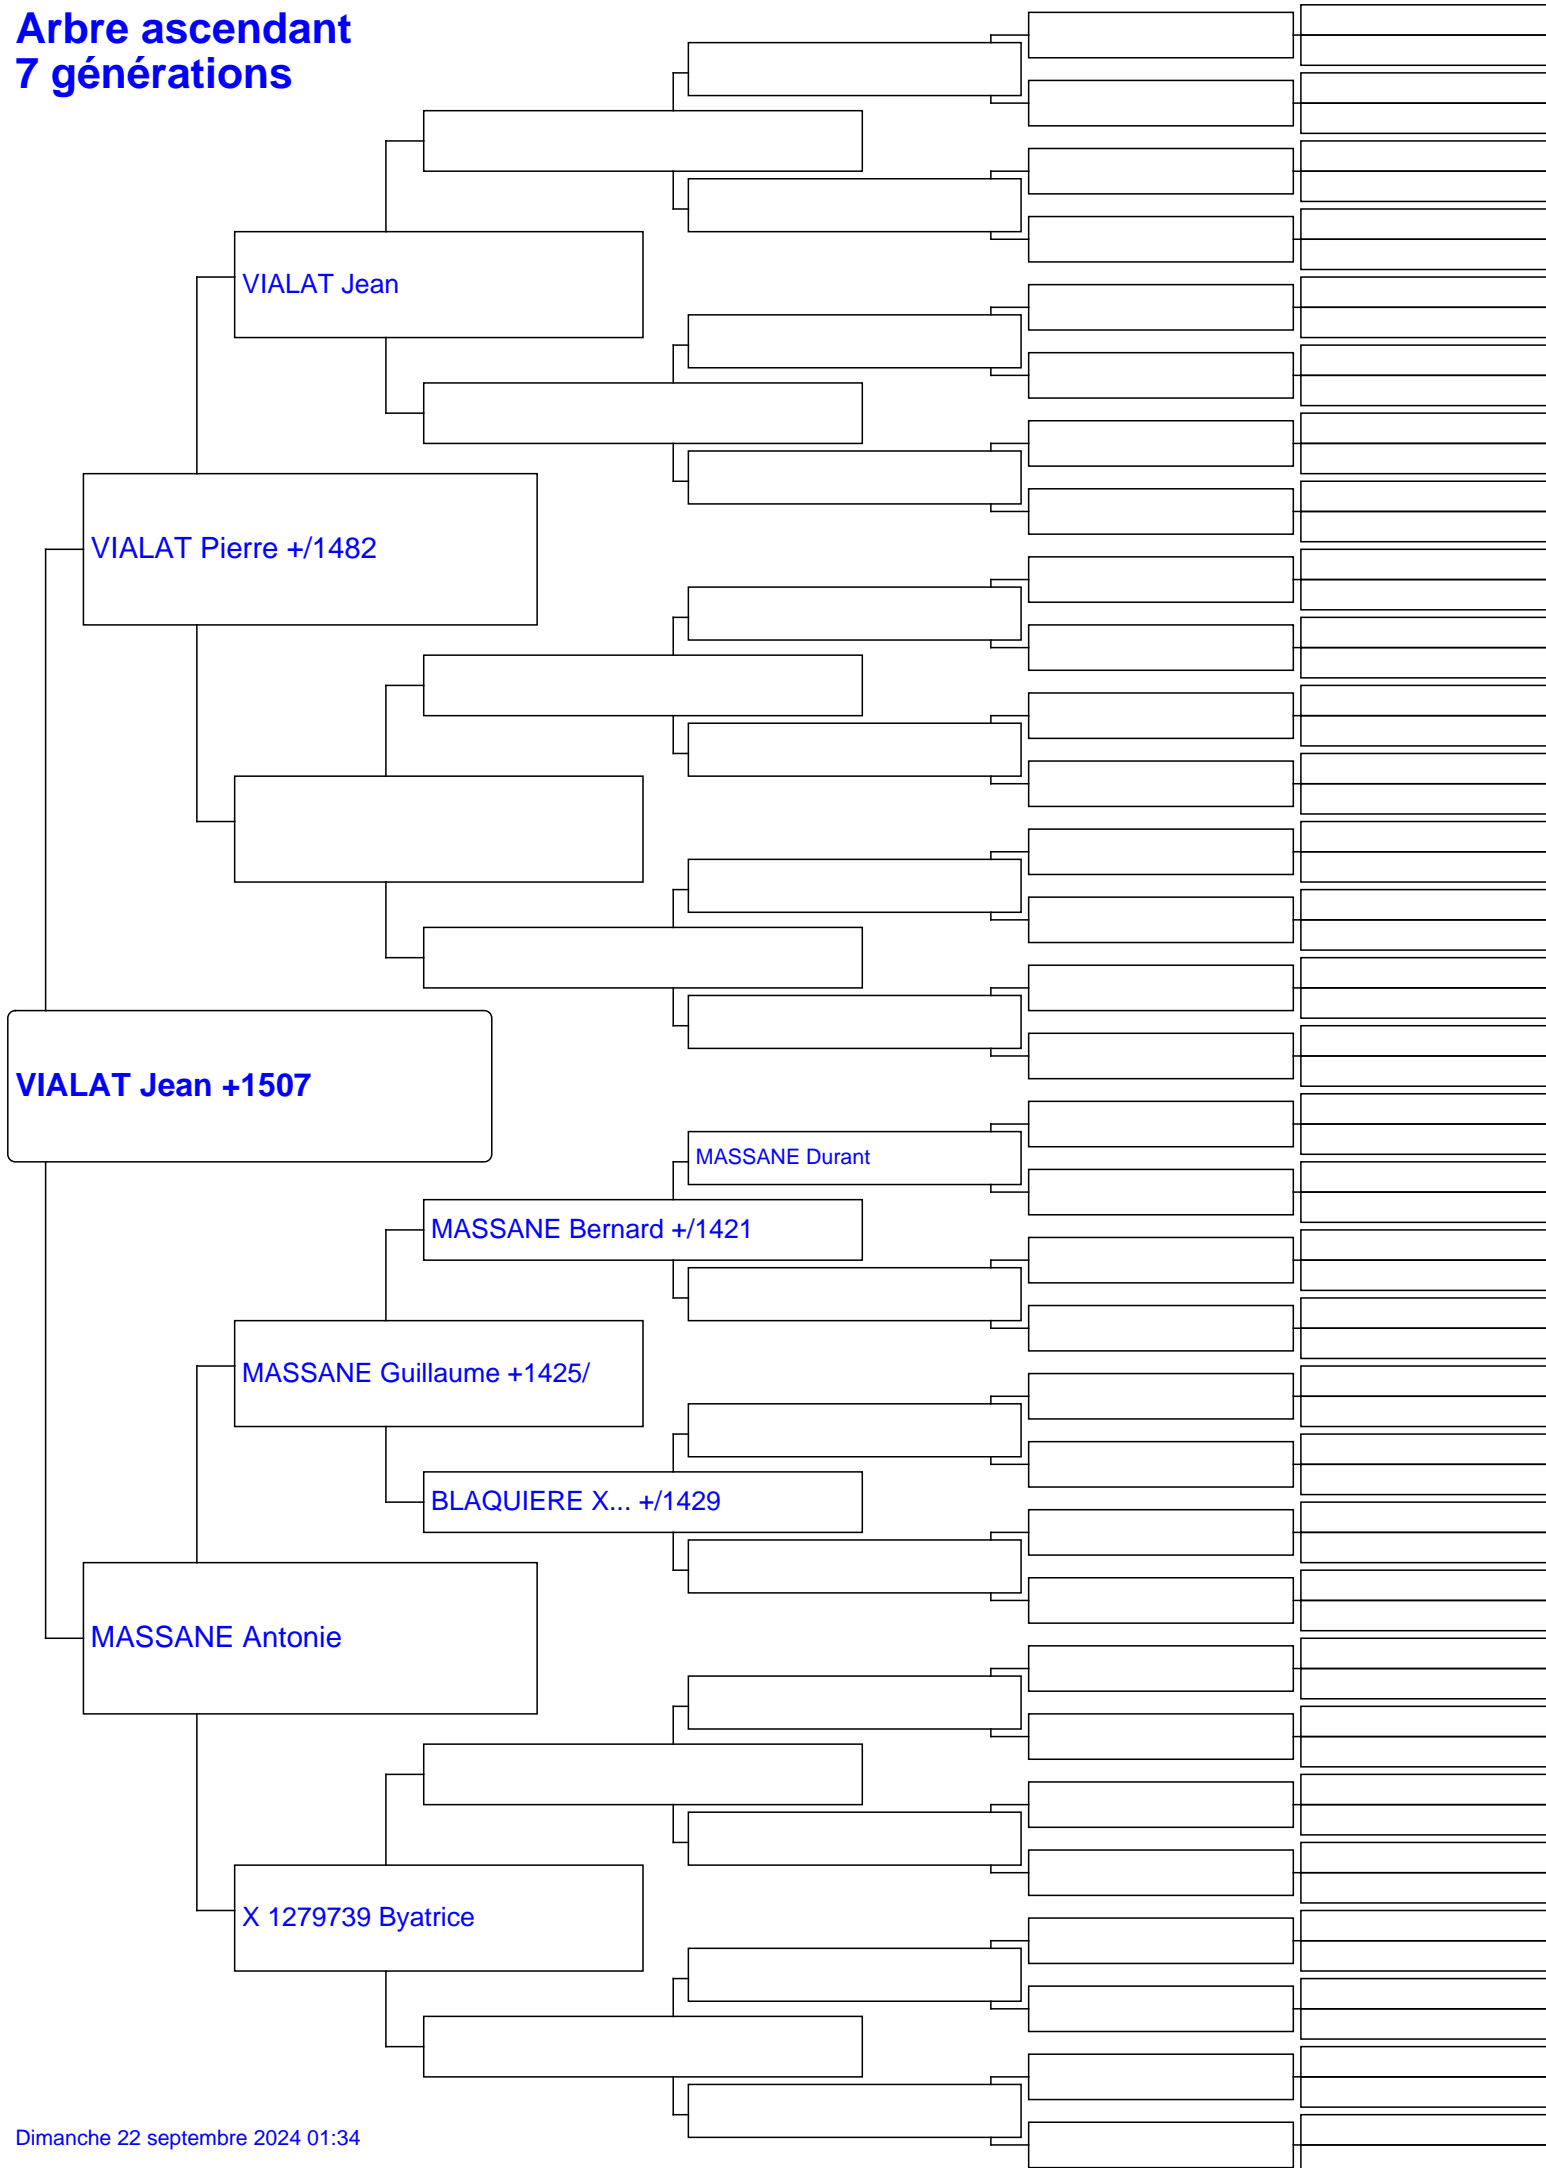 Arbre ascendant
7 générations
VIALAT Jean
VIALAT Pierre +/1482
VIALAT Jean +1507
MASSANE Durant
MASSANE Bernard +/1421
MASSANE Guillaume +1425/
BLAQUIERE X... +/1429
MASSANE Antonie
X 1279739 Byatrice
Dimanche 22 septembre 2024 01:34